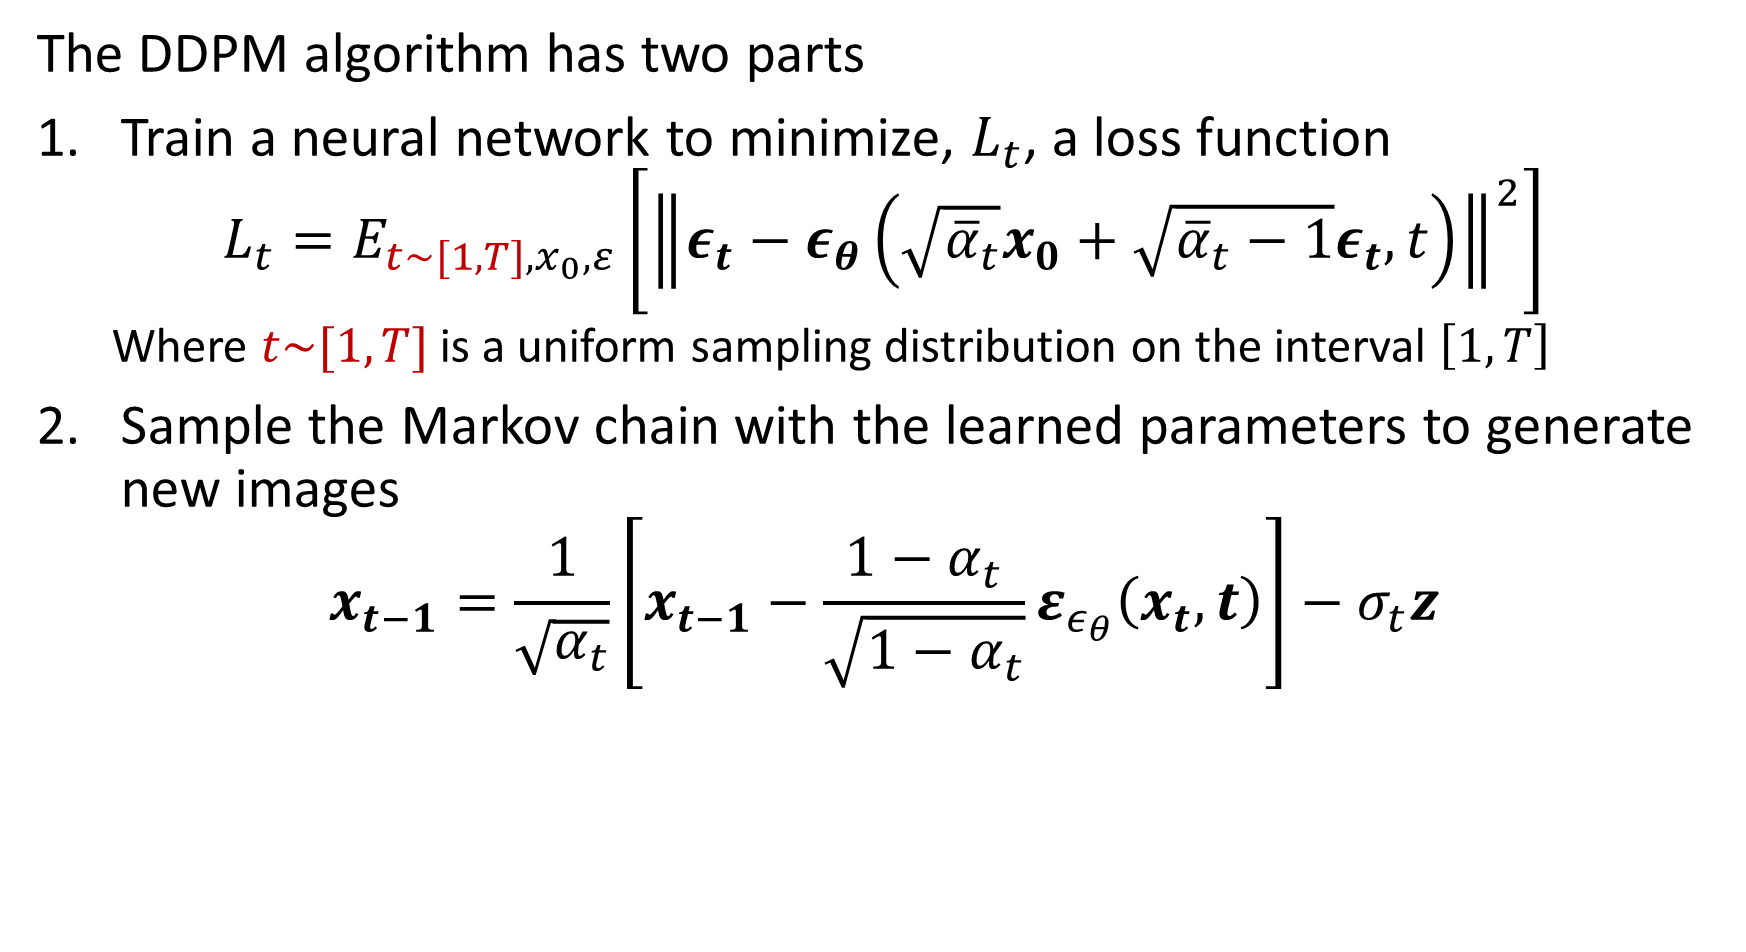 The DDPM algorithm has two parts
1. Train a neural network to minimize, L_t, a loss function
L_t = E_{t~[1,T],x_0,ε} [‖ϵ_t − ϵ_θ(√(ᾱ_t) x_0 + √(ᾱ_t − 1) ϵ_t, t)‖^2]
Where t~[1,T] is a uniform sampling distribution on the interval [1,T]
2. Sample the Markov chain with the learned parameters to generate
new images
x_{t−1} = 1/√(α_t) [x_{t−1} − (1 − α_t)/√(1 − α_t) ε_{ϵ_θ}(x_t, t)] − σ_t z